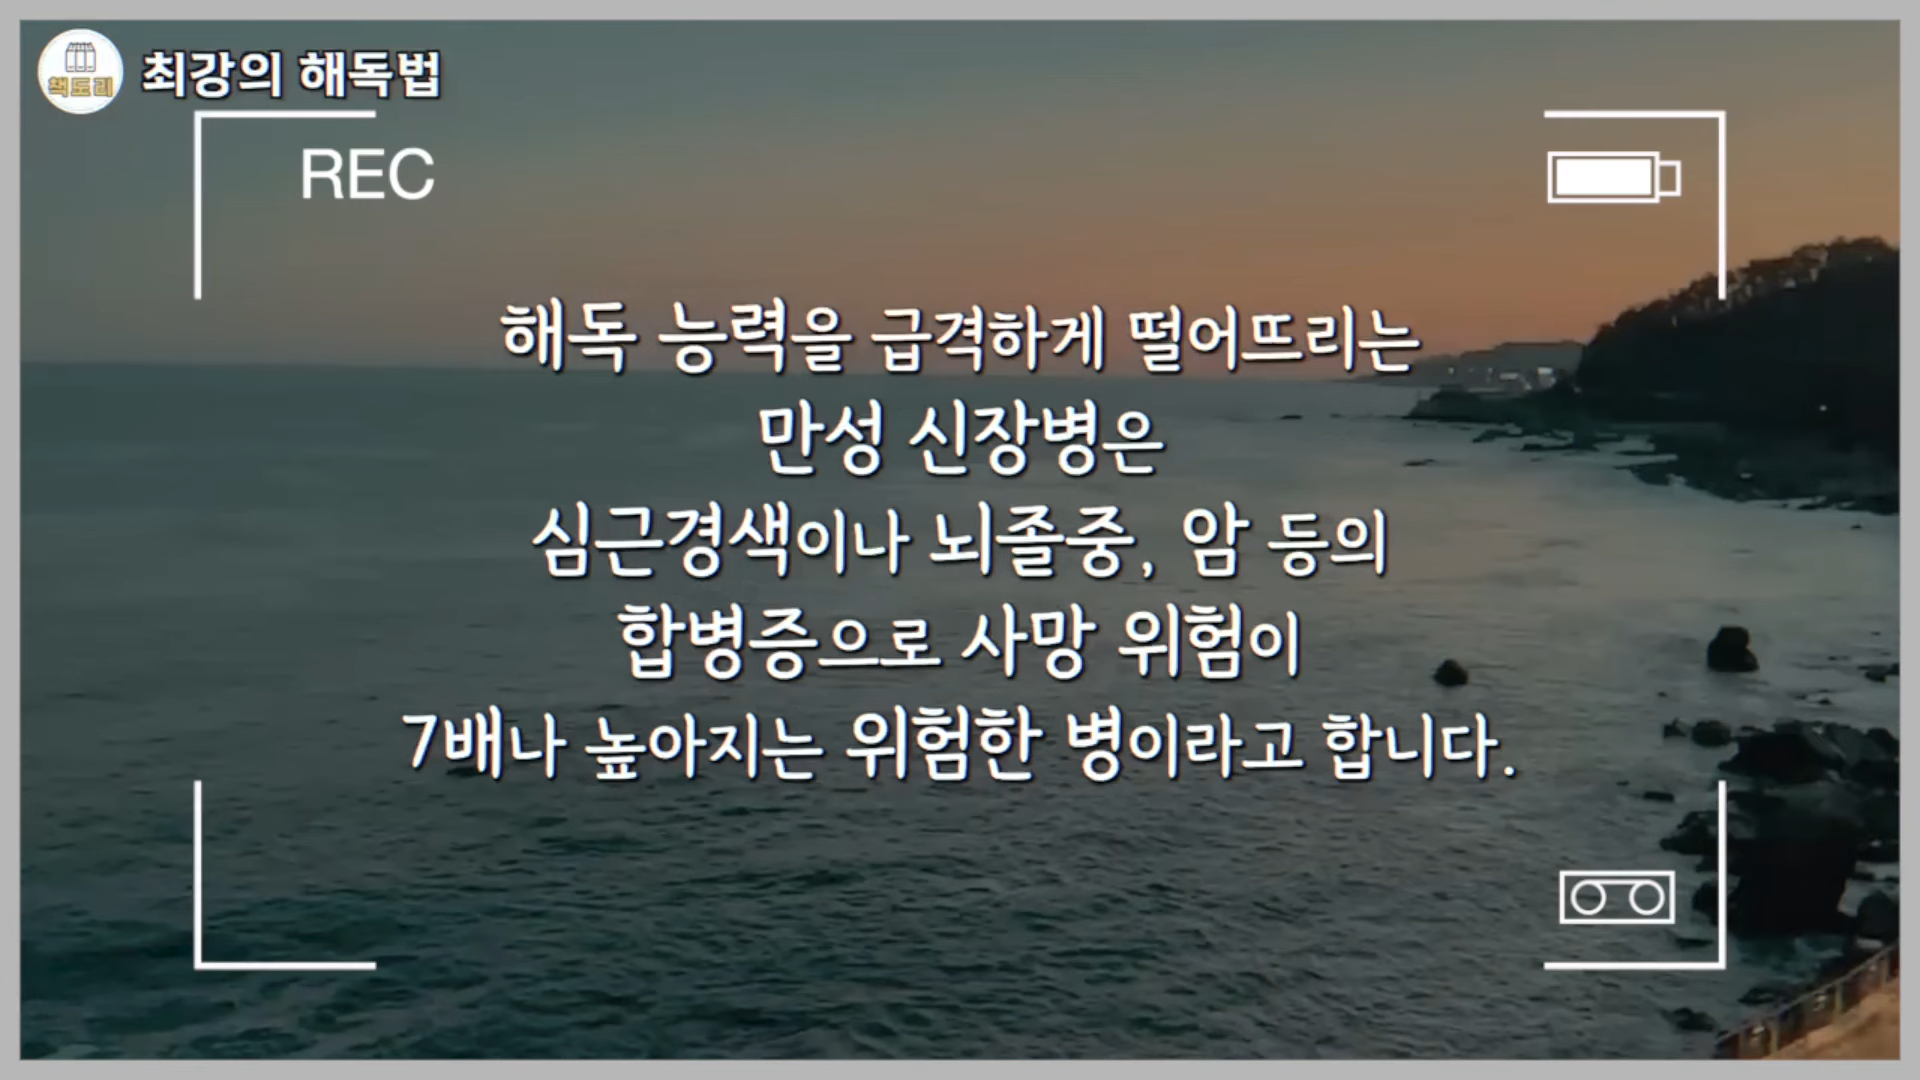 책도리
최강의 해독법
REC
해독 능력을 급격하게 떨어뜨리는
만성 신장병은
심근경색이나 뇌졸중, 암 등의
합병증으로 사망 위험이
7배나 높아지는 위험한 병이라고 합니다.